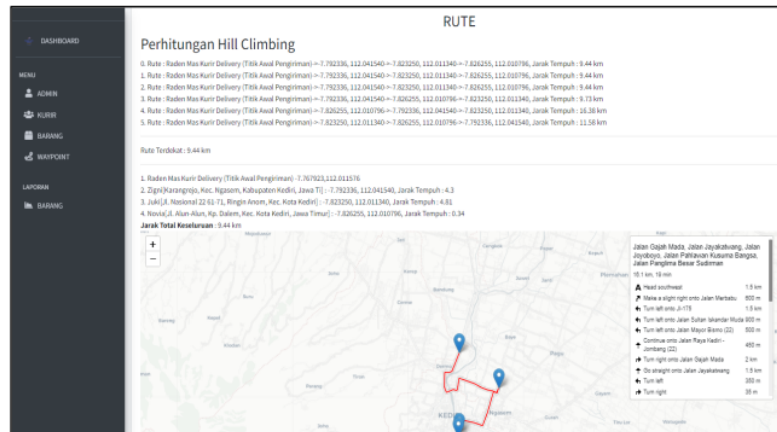 RUTE
DASHBOARD
MENU
ADMIN
KURIR
BARANG
WAYPOINT
LAPORAN
BARANG
Perhitungan Hill Climbing
0. Rute : Raden Mas Kurir Delivery (Titik Awal Pengiriman)->-7.792336, 112.041540->-7.823250, 112.011340->-7.826255, 112.010796, Jarak Tempuh : 9.44 km
1. Rute : Raden Mas Kurir Delivery (Titik Awal Pengiriman)->-7.792336, 112.041540->-7.823250, 112.011340->-7.826255, 112.010796, Jarak Tempuh : 9.44 km
2. Rute : Raden Mas Kurir Delivery (Titik Awal Pengiriman)->-7.792336, 112.041540->-7.823250, 112.011340->-7.826255, 112.010796, Jarak Tempuh : 9.44 km
3. Rute : Raden Mas Kurir Delivery (Titik Awal Pengiriman)->-7.792336, 112.041540->-7.826255, 112.010796->-7.823250, 112.011340, Jarak Tempuh : 9.73 km
4. Rute : Raden Mas Kurir Delivery (Titik Awal Pengiriman)->-7.826255, 112.010796->-7.792336, 112.041540->-7.823250, 112.011340, Jarak Tempuh : 16.38 km
5. Rute : Raden Mas Kurir Delivery (Titik Awal Pengiriman)->-7.823250, 112.011340->-7.826255, 112.010796->-7.792336, 112.041540, Jarak Tempuh : 11.58 km
Rute Terdekat : 9.44 km
1. Raden Mas Kurir Delivery (Titik Awal Pengiriman) -7.767923,112.011576
2. Zigni[Karangrejo, Kec. Ngasem, Kabupaten Kediri, Jawa Ti] : -7.792336, 112.041540, Jarak Tempuh : 4.3
3. Juki[Jl. Nasional 22 61-71, Ringin Anom, Kec. Kota Kediri] : -7.823250, 112.011340, Jarak Tempuh : 4.81
4. Novia[Jl. Alun-Alun, Kp. Dalem, Kec. Kota Kediri, Jawa Timur] : -7.826255, 112.010796, Jarak Tempuh : 0.34
Jarak Total Keseluruan : 9.44 km
+
−
Jalan Gajah Mada, Jalan Jayakatwang, Jalan
Joyoboyo, Jalan Pahlawan Kusuma Bangsa,
Jalan Panglima Besar Sudirman
15.1 km, 19 min
Head southwest 1.5 km
Make a slight right onto Jalan Merbabu 600 m
Turn left onto Jl-175 1.5 km
Turn left onto Jalan Sultan Iskandar Muda 900 m
Turn left onto Jalan Mayor Bismo (22) 500 m
Continue onto Jalan Raya Kediri -
Jombang (22) 450 m
Turn right onto Jalan Gajah Mada 2 km
Go straight onto Jalan Jayakatwang 1.5 km
Turn left 350 m
Turn right 35 m
Ngasem